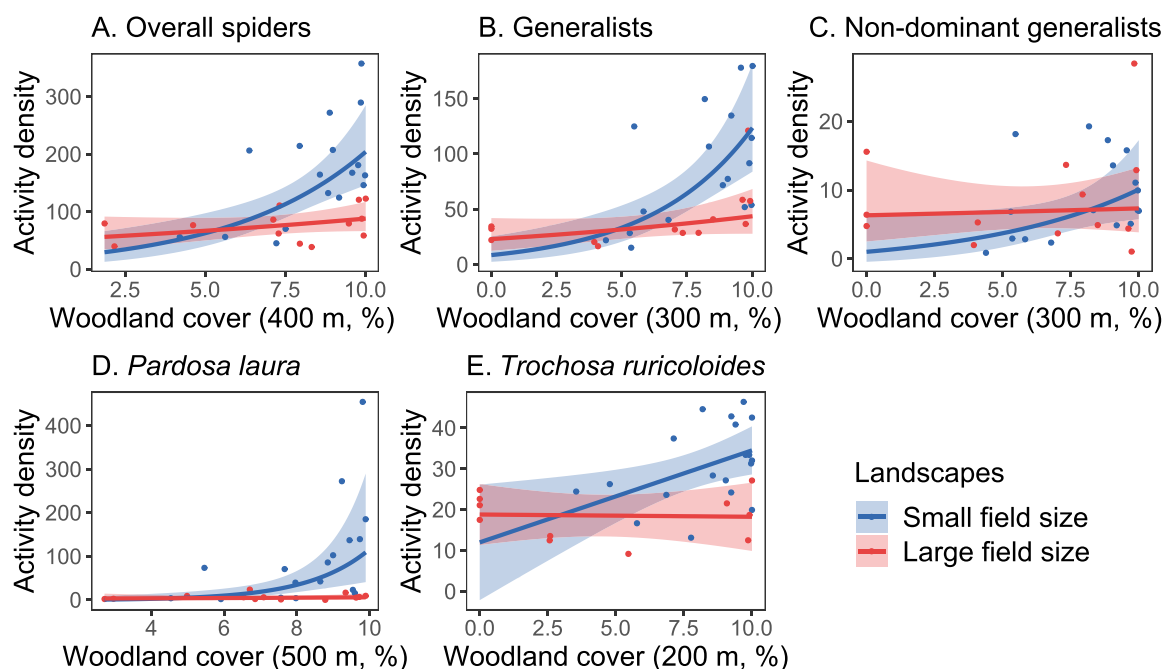 A. Overall spiders
Activity density
300
200
100
0
2.5 5.0 7.5 10.0
Woodland cover (400 m, %)
B. Generalists
Activity density
150
100
50
0
0.0 2.5 5.0 7.5 10.0
Woodland cover (300 m, %)
C. Non-dominant generalists
Activity density
20
10
0
0.0 2.5 5.0 7.5 10.0
Woodland cover (300 m, %)
D. Pardosa laura
Activity density
400
300
200
100
0
4 6 8 10
Woodland cover (500 m, %)
E. Trochosa ruricoloides
Activity density
40
30
20
10
0
0.0 2.5 5.0 7.5 10.0
Woodland cover (200 m, %)
Landscapes
Small field size
Large field size